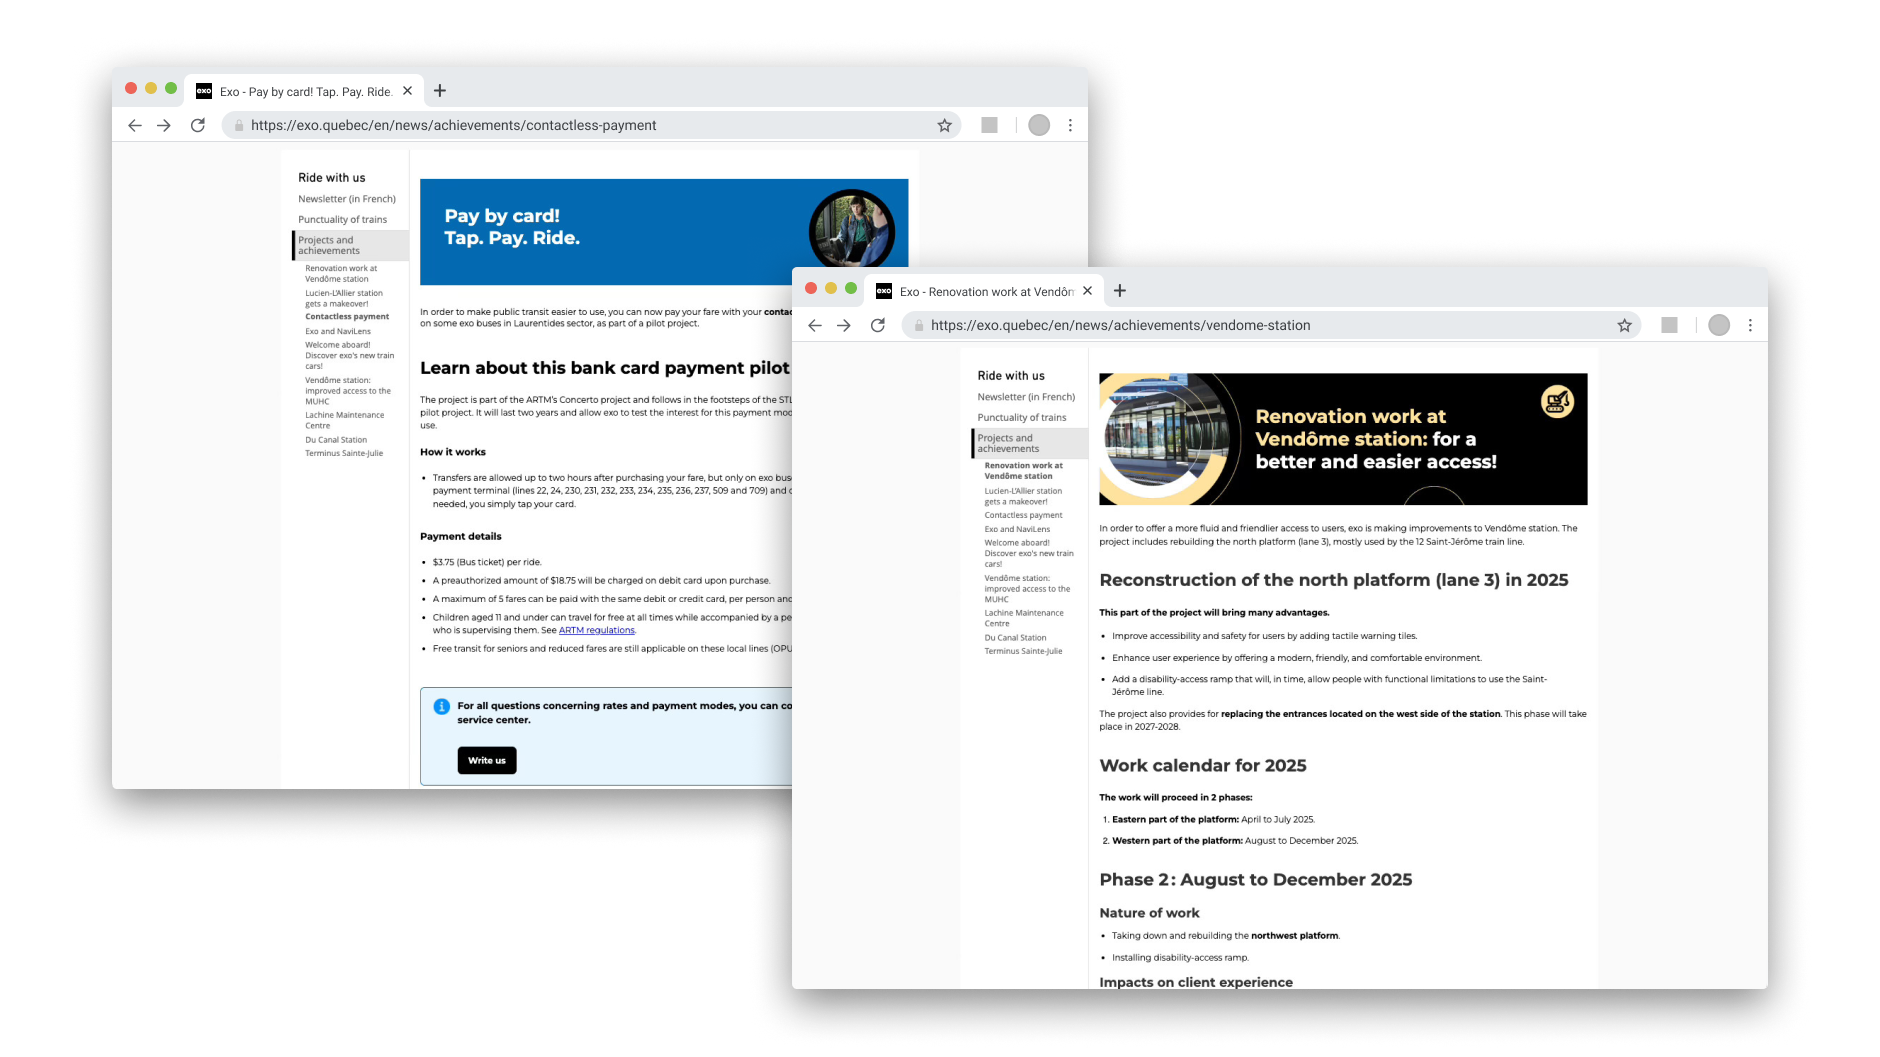 exo
Exo - Pay by card! Tap. Pay. Ride.
https://exo.quebec/en/news/achievements/contactless-payment
Ride with us
Newsletter (in French)
Punctuality of trains
Projects and
achievements
Renovation work at
Vendôme station
Lucien-L'Allier station
gets a makeover!
Contactless payment
Exo and NaviLens
Welcome aboard!
Discover exo's new train
cars!
Vendôme station:
improved access to the
MUHC
Lachine Maintenance
Centre
Du Canal Station
Terminus Sainte-Julie
Pay by card!
Tap. Pay. Ride.
In order to make public transit easier to use, you can now pay your fare with your
on some exo buses in Laurentides sector, as part of a pilot project.
Learn about this bank card payment pilot
The project is part of the ARTM's Concerto project and follows in the footsteps of the STL
pilot project. It will last two years and allow exo to test the interest for this payment
use.
How it works
• Transfers are allowed up to two hours after purchasing your fare, but only on exo
payment terminal (lines 22, 24, 230, 231, 232, 233, 234, 235, 236, 237, 509 and 709) and
needed, you simply tap your card.
Payment details
• $3.75 (Bus ticket) per ride.
• A preauthorized amount of $18.75 will be charged on debit card upon purchase.
• A maximum of 5 fares can be paid with the same debit or credit card, per person and
• Children aged 11 and under can travel for free at all times while accompanied by a
who is supervising them. See ARTM regulations.
• Free transit for seniors and reduced fares are still applicable on these local lines (OPU
For all questions concerning rates and payment modes, you can
service center.
Write us
exo
Exo - Renovation work at Vendôm
https://exo.quebec/en/news/achievements/vendome-station
Ride with us
Newsletter (in French)
Punctuality of trains
Projects and
achievements
Renovation work at
Vendôme station
Lucien-L'Allier station
gets a makeover!
Contactless payment
Exo and NaviLens
Welcome aboard!
Discover exo's new train
cars!
Vendôme station:
improved access to the
MUHC
Lachine Maintenance
Centre
Du Canal Station
Terminus Sainte-Julie
Renovation work at
Vendôme station: for a
better and easier access!
In order to offer a more fluid and friendlier access to users, exo is making improvements to Vendôme station. The
project includes rebuilding the north platform (lane 3), mostly used by the 12 Saint-Jérôme train line.
Reconstruction of the north platform (lane 3) in 2025
This part of the project will bring many advantages.
• Improve accessibility and safety for users by adding tactile warning tiles.
• Enhance user experience by offering a modern, friendly, and comfortable environment.
• Add a disability-access ramp that will, in time, allow people with functional limitations to use the Saint-
Jérôme line.
The project also provides for replacing the entrances located on the west side of the station. This phase will take
place in 2027-2028.
Work calendar for 2025
The work will proceed in 2 phases:
1. Eastern part of the platform: April to July 2025.
2. Western part of the platform: August to December 2025.
Phase 2 : August to December 2025
Nature of work
• Taking down and rebuilding the northwest platform.
• Installing disability-access ramp.
Impacts on client experience